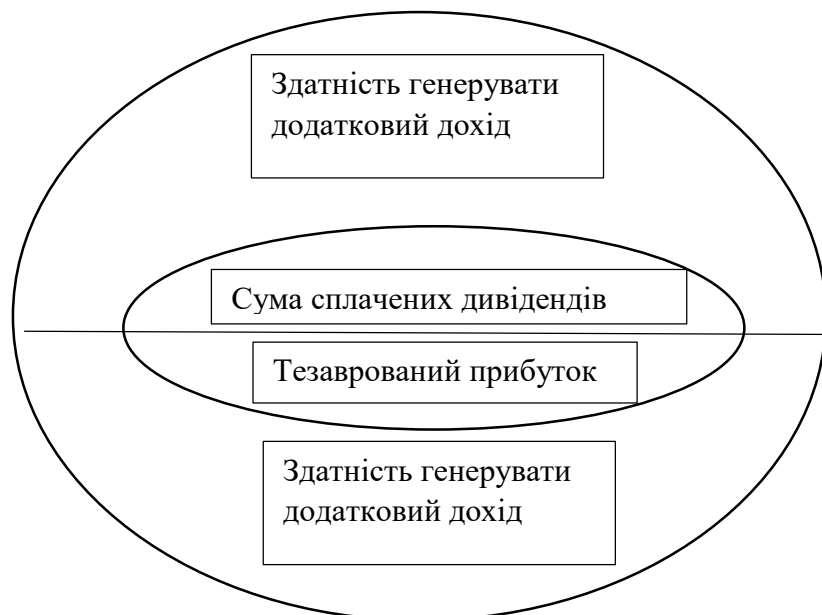 Здатність генерувати
додатковий дохід
Сума сплачених дивідендів
Тезаврований прибуток
Здатність генерувати
додатковий дохід